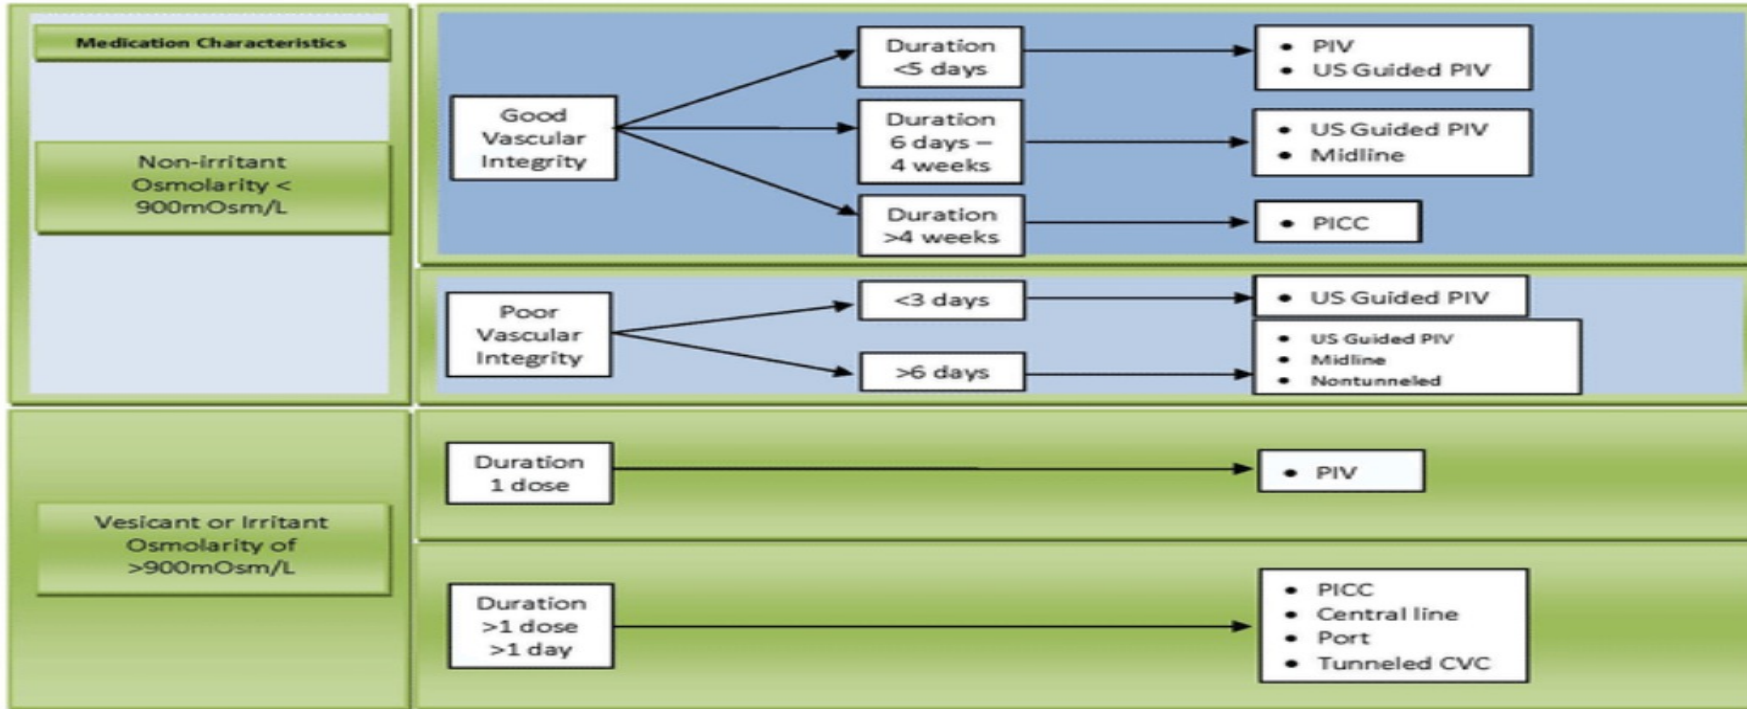 Medication Characteristics
Non-irritant
Osmolarity <
900mOsm/L
Good
Vascular
Integrity
Duration
<5 days
• PIV
• US Guided PIV
Duration
6 days –
4 weeks
• US Guided PIV
• Midline
Duration
>4 weeks
• PICC
Poor
Vascular
Integrity
<3 days
• US Guided PIV
>6 days
• US Guided PIV
• Midline
• Nontunneled
Vesicant or Irritant
Osmolarity of
>900mOsm/L
Duration
1 dose
• PIV
Duration
>1 dose
>1 day
• PICC
• Central line
• Port
• Tunneled CVC